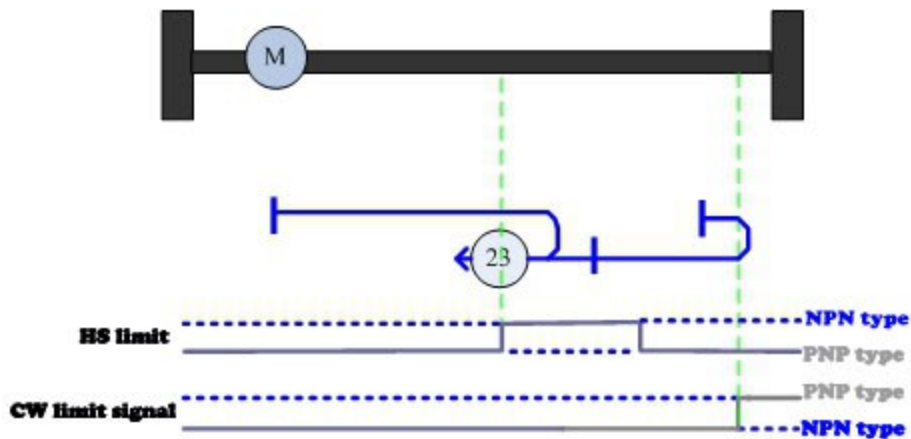 M
23
HS limit
NPN type
PNP type
CW limit signal
PNP type
NPN type